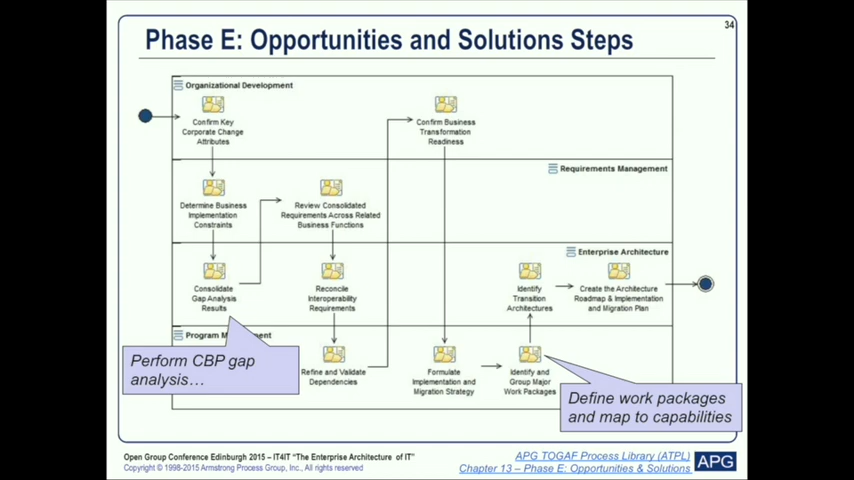 34
Phase E: Opportunities and Solutions Steps
Organizational Development
Confirm Key
Corporate Change
Attributes
Confirm Business
Transformation
Readiness
Requirements Management
Determine Business
Implementation
Constraints
Review Consolidated
Requirements Across Related
Business Functions
Enterprise Architecture
Consolidate
Gap Analysis
Results
Reconcile
Interoperability
Requirements
Identify
Transition
Architectures
Create the Architecture
Roadmap & Implementation
and Migration Plan
Program M
ement
Refine and Validate
Dependencies
Formulate
Implementation and
Migration Strategy
Identify and
Group Major
Work Packages
Perform CBP gap
analysis…
Define work packages
and map to capabilities
Open Group Conference Edinburgh 2015 – IT4IT "The Enterprise Architecture of IT"
Copyright © 1998-2015 Armstrong Process Group, Inc., All rights reserved
APG TOGAF Process Library (ATPL)
Chapter 13 – Phase E: Opportunities & Solutions
APG